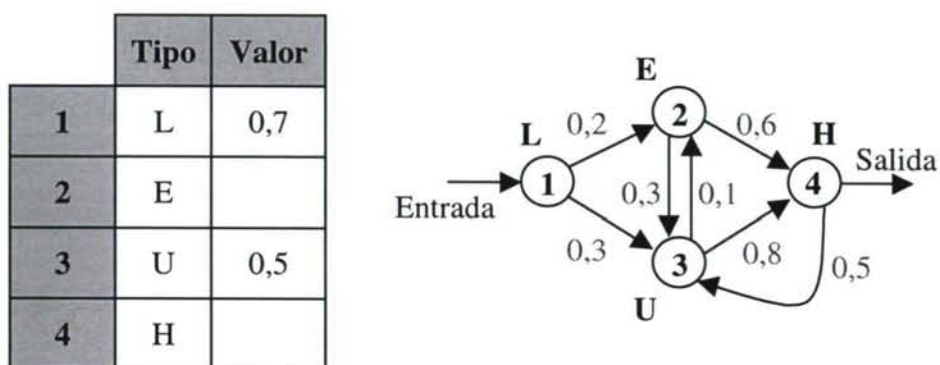 Tipo Valor
1 L 0,7
2 E
3 U 0,5
4 H
E
L 0,2 2 0,6 H
Entrada 1 0,3 0,1 4 Salida
0,3 3 0,8 0,5
U